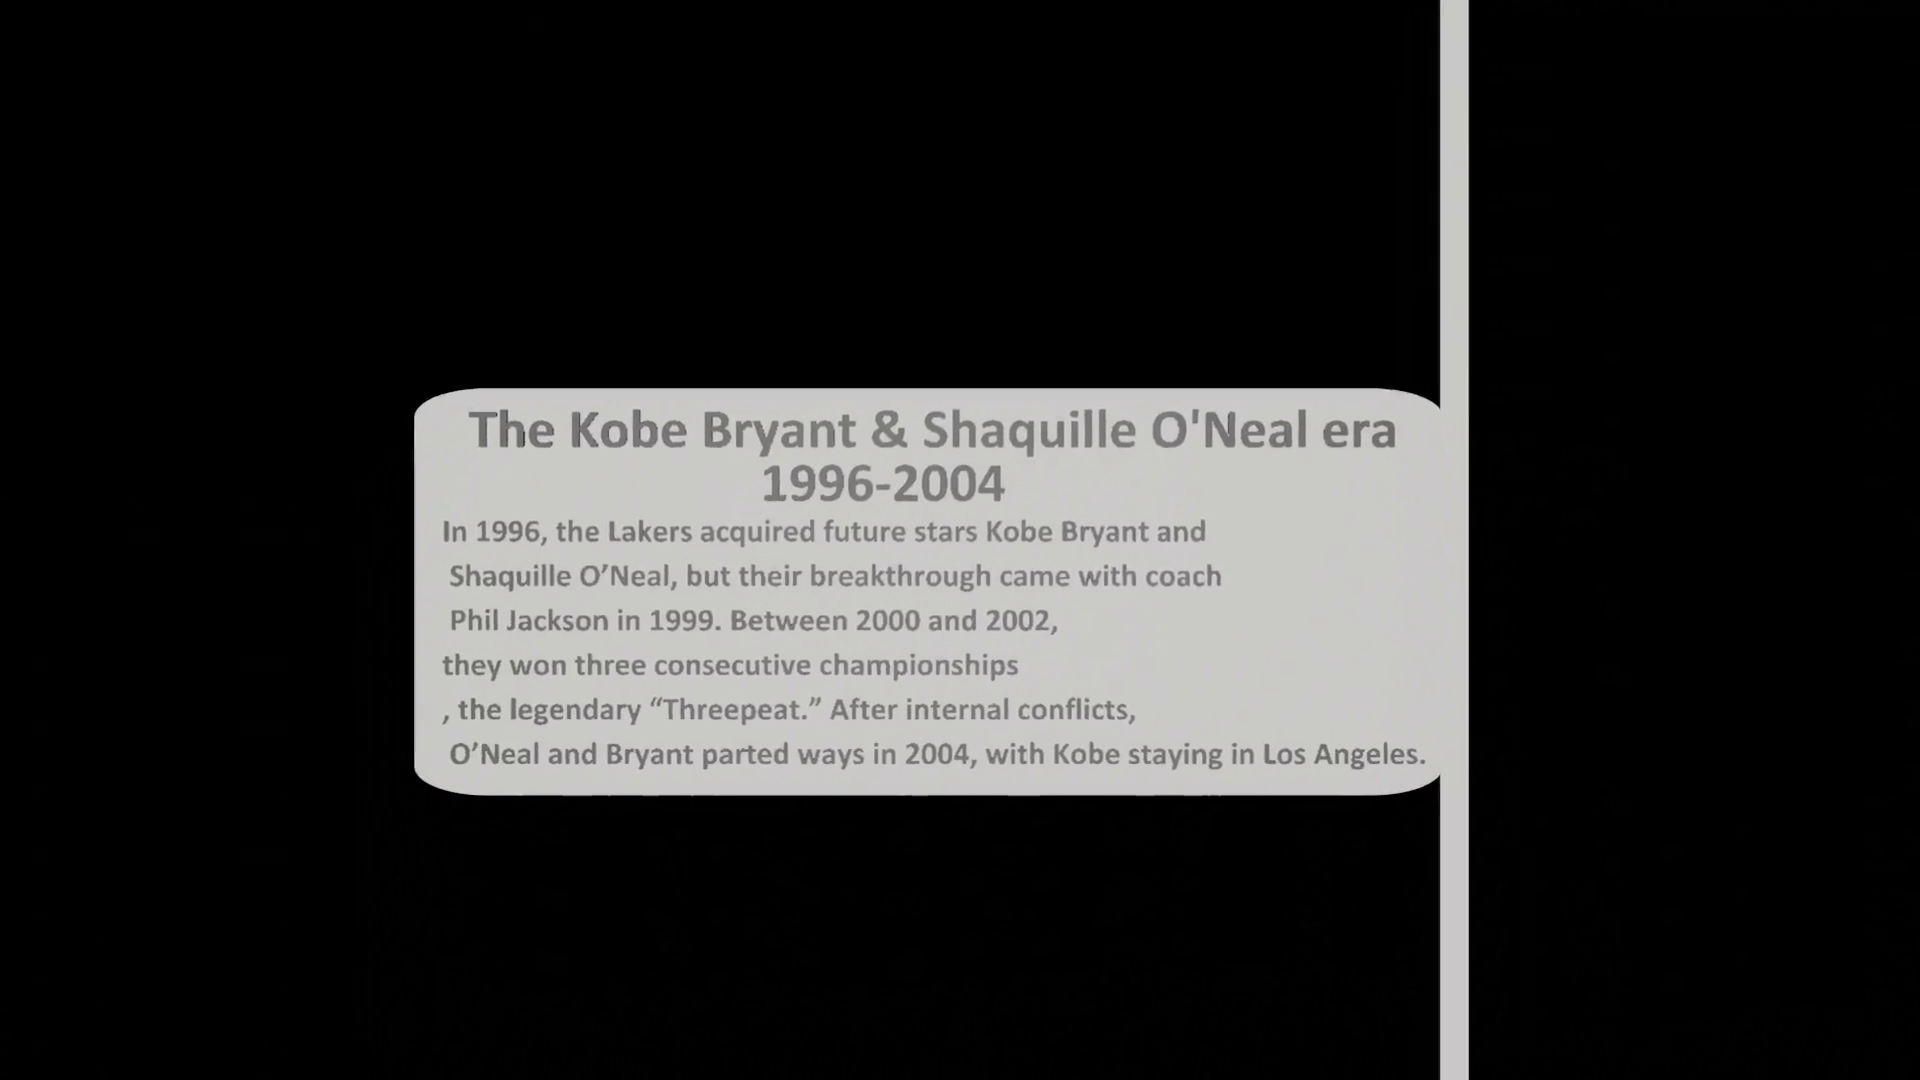 The Kobe Bryant & Shaquille O'Neal era
1996-2004
In 1996, the Lakers acquired future stars Kobe Bryant and
Shaquille O’Neal, but their breakthrough came with coach
Phil Jackson in 1999. Between 2000 and 2002,
they won three consecutive championships
, the legendary “Threepeat.” After internal conflicts,
O’Neal and Bryant parted ways in 2004, with Kobe staying in Los Angeles.